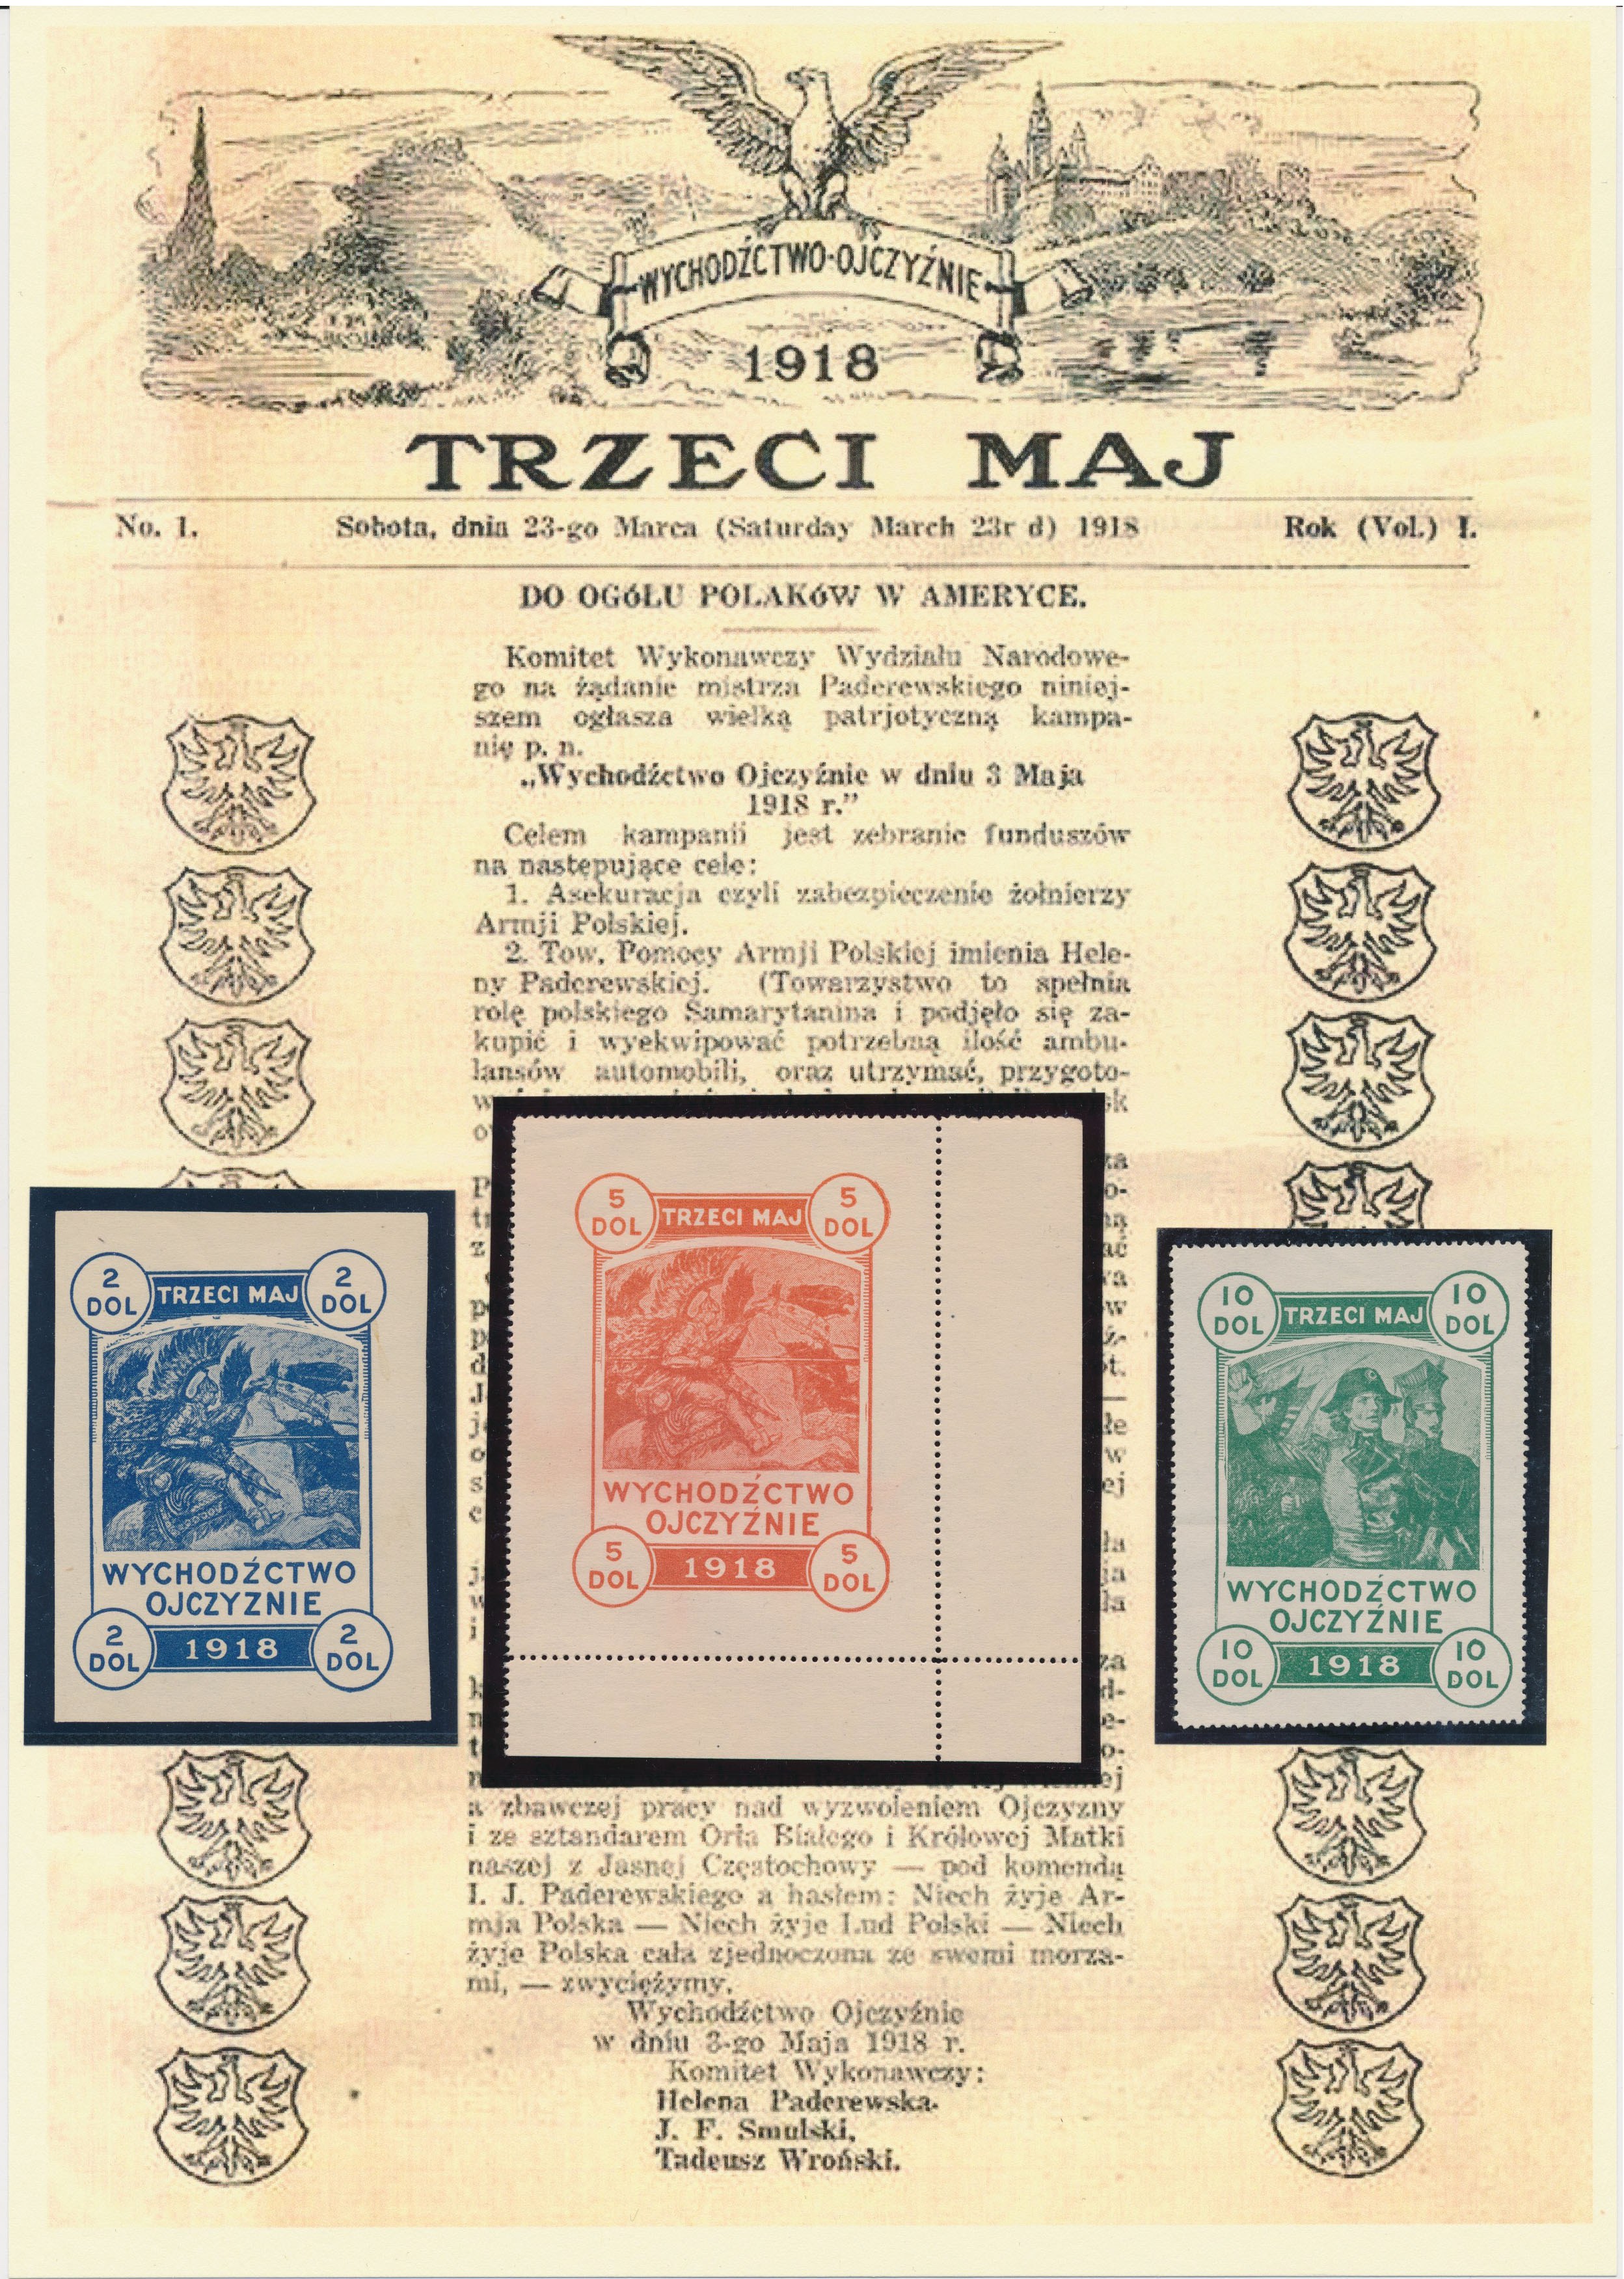 WYCHODŹCTWO-OJCZYŹNIE
1918
TRZECI MAJ
No. 1. Sobota, dnia 23-go Marca (Saturday March 23r d) 1918 Rok (Vol.) I.
DO OGóŁU POLAKóW W AMERYCE.
Komitet Wykonawczy Wydziału Narodowe-
go na żądanie mistrza Paderewskiego niniej-
szem ogłasza wielką patrjotyczną kampa-
nię p. n.
„Wychodźctwo Ojczyźnie w dniu 3 Maja
1918 r.”
Celem kampanii jest zebranie funduszów
na następujące cele:
1. Asekuracja czyli zabezpieczenie żołnierzy
Armji Polskiej.
2. Tow. Pomocy Armji Polskiej imienia Hele-
ny Paderewskiej. (Towarzystwo to spełnia
rolę polskiego Samarytanina i podjęło się za-
kupić i wyekwipować potrzebną ilość ambu-
lansów automobili, oraz utrzymać, przygoto-
2 DOL TRZECI MAJ 2 DOL
WYCHODŹCTWO
OJCZYZNIE
2 DOL 1918 2 DOL
5 DOL TRZECI MAJ 5 DOL
WYCHODŹCTWO
OJCZYŹNIE
5 DOL 1918 5 DOL
10 DOL TRZECI MAJ 10 DOL
WYCHODŹCTWO
OJCZYŹNIE
10 DOL 1918 10 DOL
a zbawczej pracy nad wyzwoleniem Ojczyzny
i ze sztandarem Orła Białego i Królowej Matki
naszej z Jasnej Częstochowy — pod komendą
I. J. Paderewskiego a hasłem: Niech żyje Ar-
mja Polska — Niech żyje Lud Polski — Niech
żyje Polska cała zjednoczona ze swemi morza-
mi, — zwyciężymy.
Wychodźctwo Ojczyźnie
w dniu 3-go Maja 1918 r.
Komitet Wykonawczy:
Helena Paderewska.
J. F. Smulski,
Tadeusz Wroński.